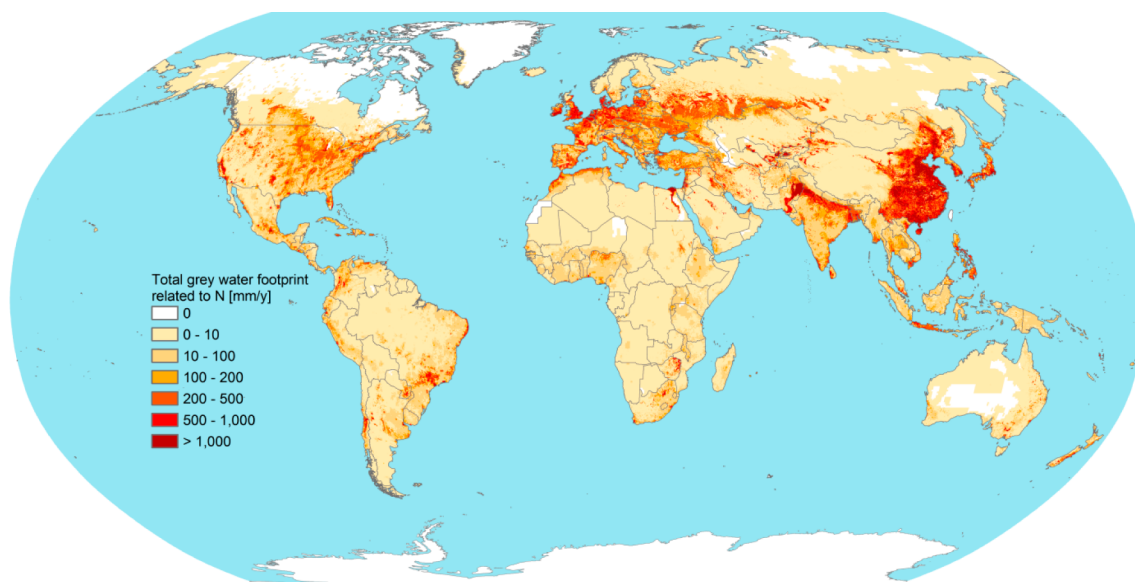 Total grey water footprint
related to N [mm/y]
0
0 - 10
10 - 100
100 - 200
200 - 500
500 - 1,000
> 1,000